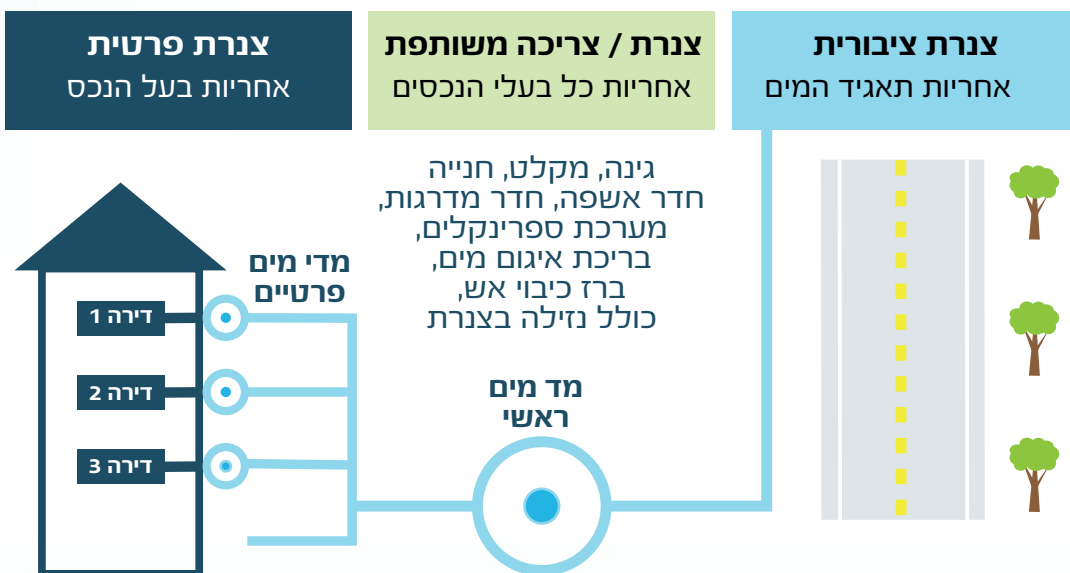 צנרת ציבורית
אחריות תאגיד המים
צנרת / צריכה משותפת
אחריות כל בעלי הנכסים
צנרת פרטית
אחריות בעל הנכס
גינה, מקלט, חנייה
חדר אשפה, חדר מדרגות,
מערכת ספרינקלים,
בריכת איגום מים,
ברז כיבוי אש,
כולל נזילה בצנרת
מד מים
ראשי
מדי מים
פרטיים
דירה 1
דירה 2
דירה 3